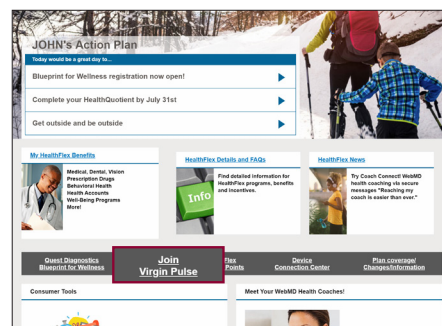 JOHN's Action Plan
Today would be a great day to...
Blueprint for Wellness registration now open!
Complete your HealthQuotient by July 31st
Get outside and be outside
My HealthFlex Benefits
Medical, Dental, Vision
Prescription Drugs
Behavioral Health
Health Accounts
Well-Being Programs
More!
HealthFlex Details and FAQs
Info
Find detailed information for
HealthFlex programs, benefits
and incentives.
HealthFlex News
Try Coach Connect! WebMD
health coaching via secure
messages "Reaching my
coach is easier than ever."
Quest Diagnostics
Blueprint for Wellness
Join
Virgin Pulse
Flex
Points
Device
Connection Center
Plan coverage/
Changes/Information
Consumer Tools
Meet Your WebMD Health Coaches!